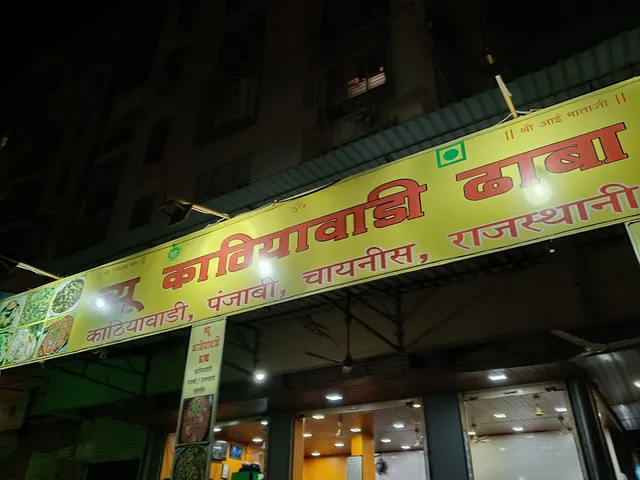 || श्री आई माताजी ||
ॐ
न्यू काठियावाडी ढाबा
काठियावाडी, पंजाबी, चायनीस, राजस्थानी
न्यू
काठियावाडी
ढाबा